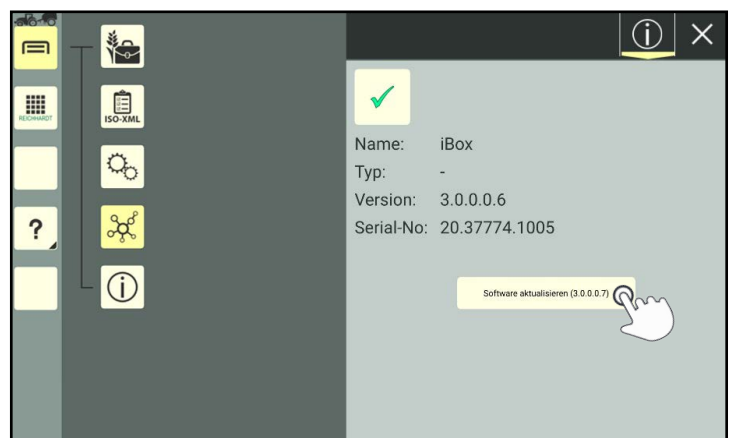 REICHHARDT
ISO-XML
?
Name: iBox
Typ: -
Version: 3.0.0.0.6
Serial-No: 20.37774.1005
Software aktualisieren (3.0.0.0.7)